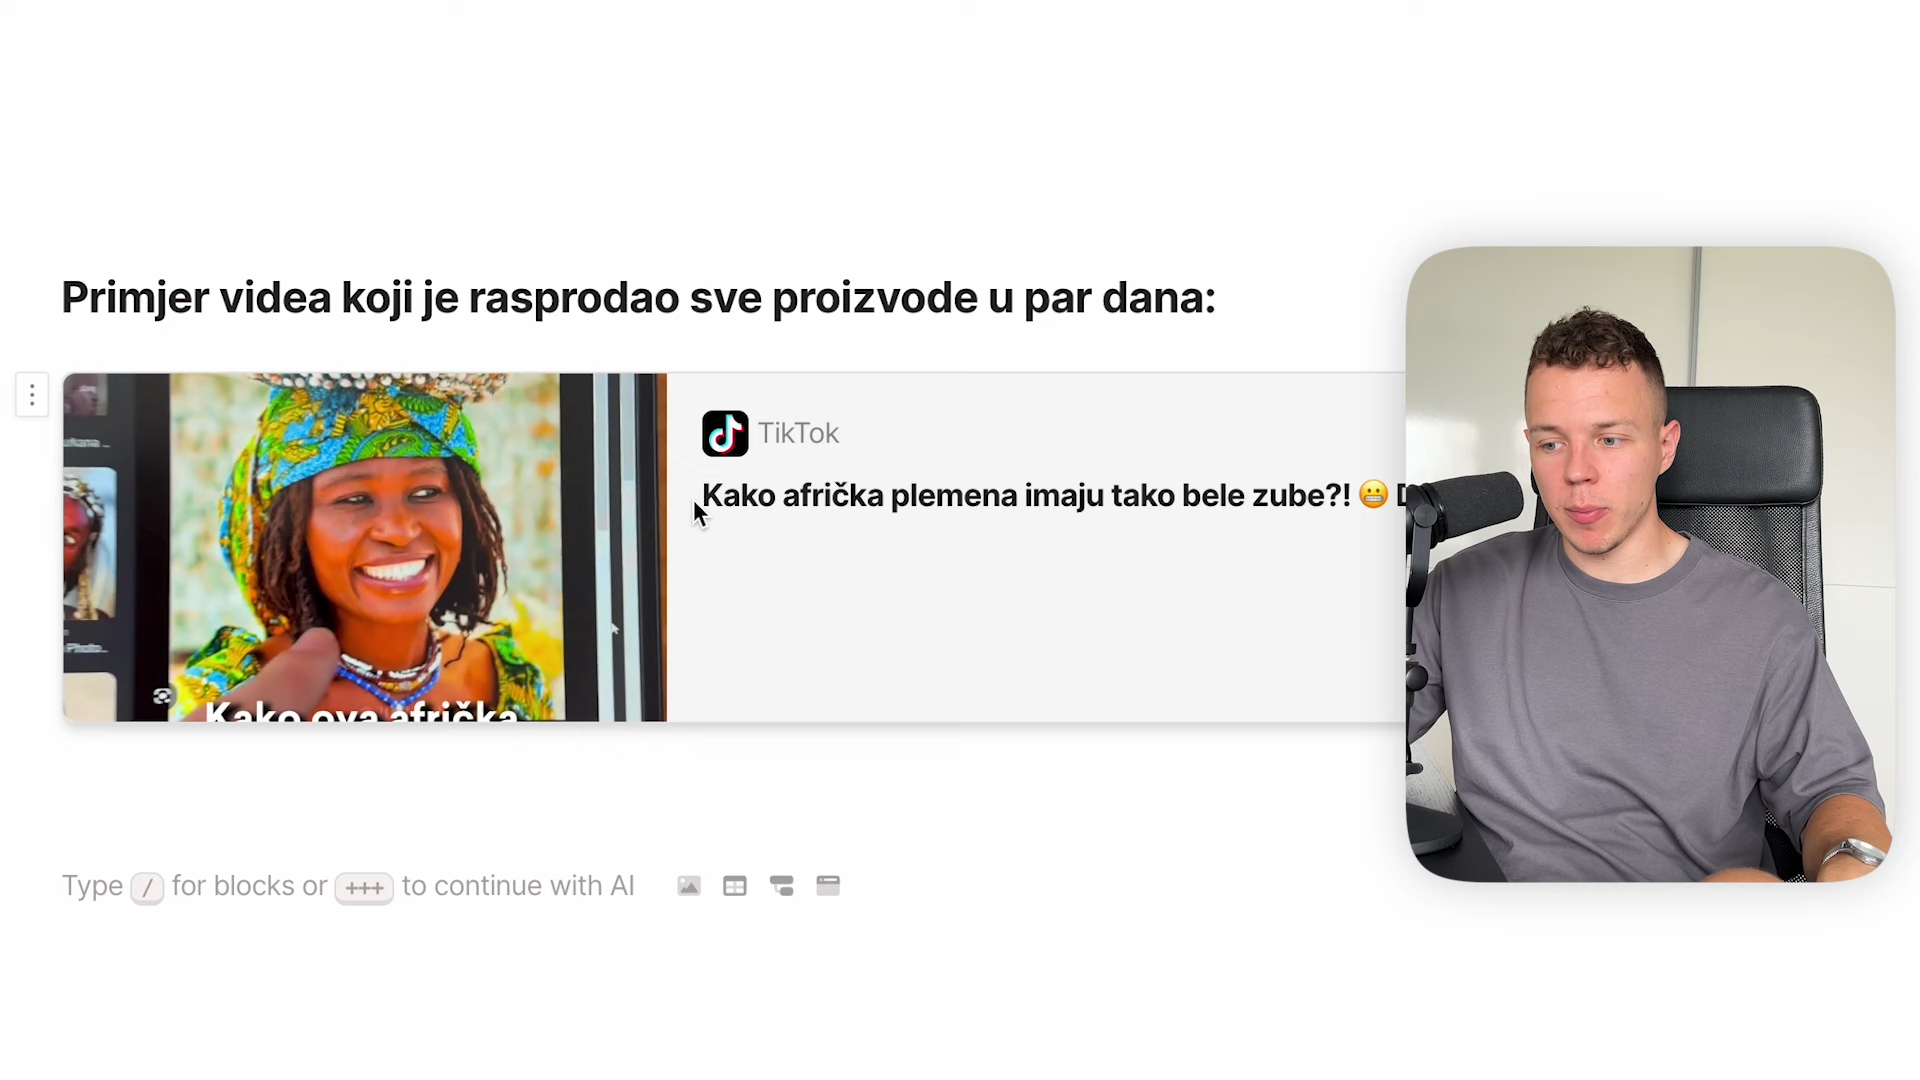 Primjer videa koji je rasprodao sve proizvode u par dana:
TikTok
Kako afrička plemena imaju tako bele zube?! 😬 D
Photo...
Kako ova afrička
Type / for blocks or +++ to continue with AI